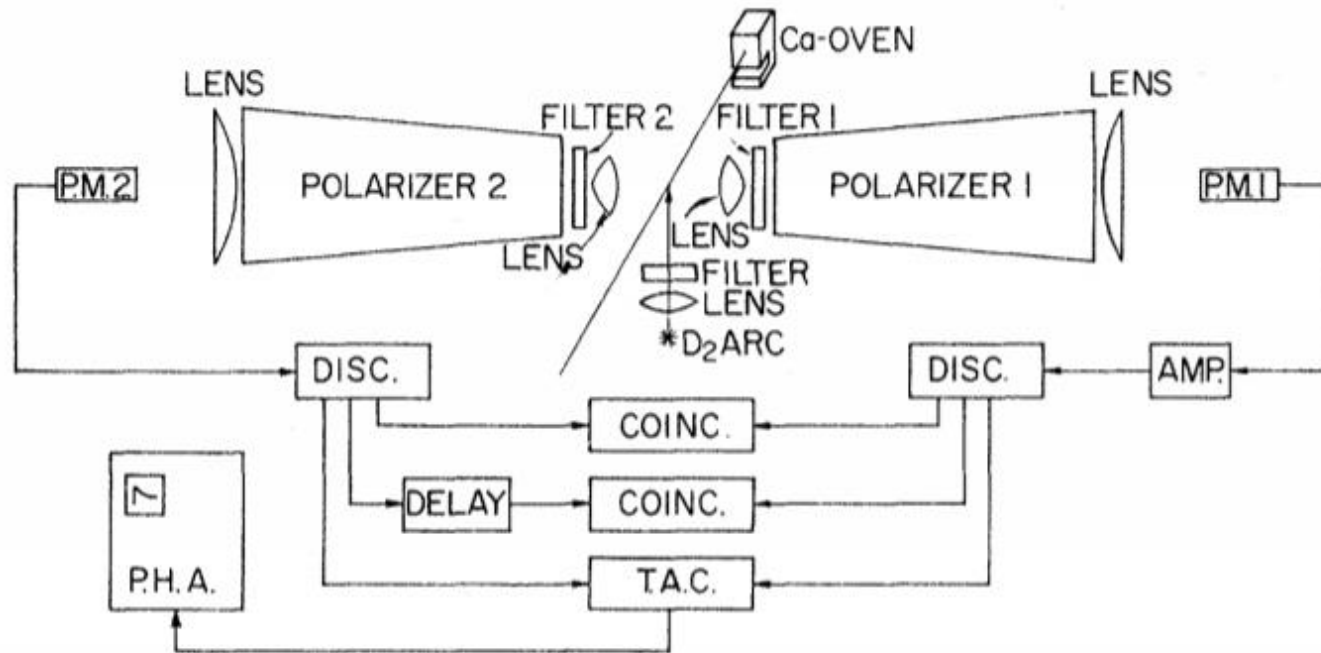 Ca-OVEN
LENS
LENS
FILTER 2
FILTER 1
P.M.2.
POLARIZER 2
POLARIZER 1
P.M.1
LENS
LENS
FILTER
LENS
D2 ARC
DISC.
DISC.
AMP.
COINC.
7
DELAY
COINC.
P.H.A.
T.A.C.